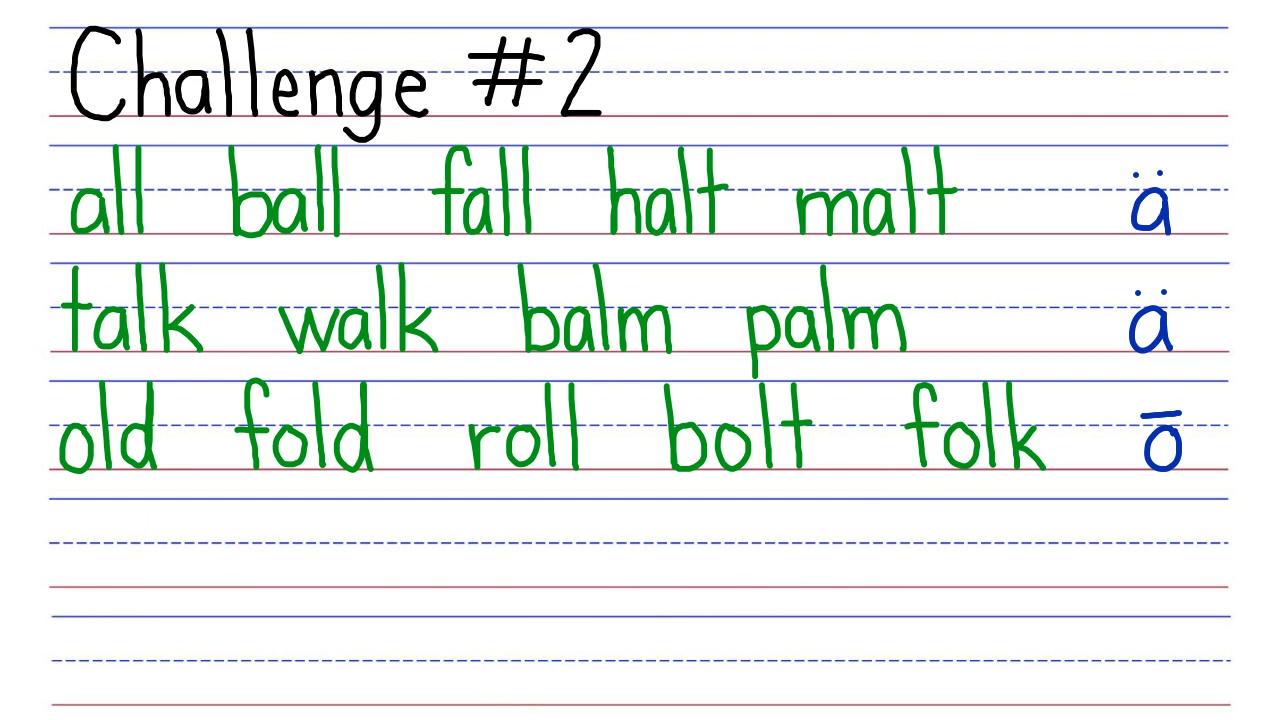 Challenge #2
all ball fall halt malt ä
talk walk balm palm ä
old fold roll bolt folk ō